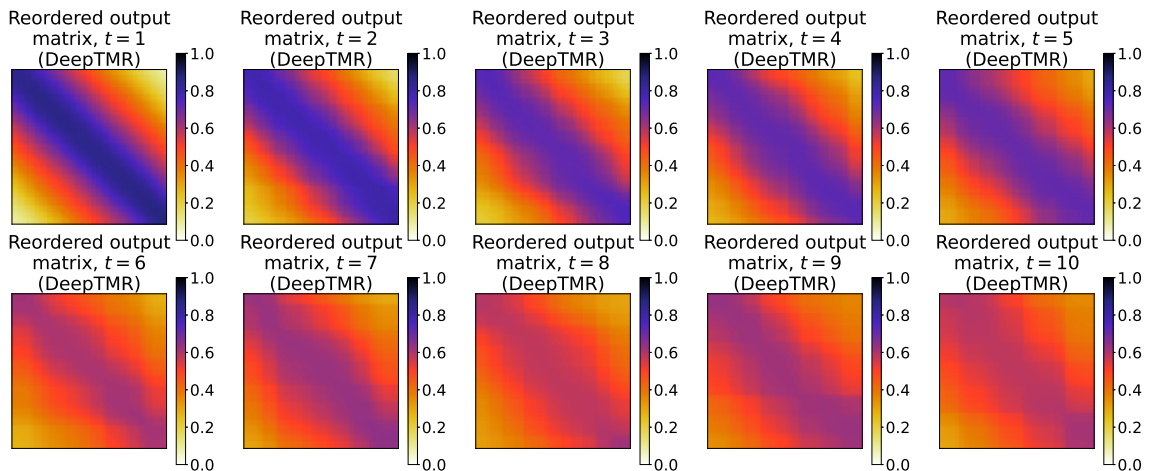 Reordered output
matrix, t = 1
(DeepTMR)
1.0
0.8
0.6
0.4
0.2
0.0
Reordered output
matrix, t = 2
(DeepTMR)
1.0
0.8
0.6
0.4
0.2
0.0
Reordered output
matrix, t = 3
(DeepTMR)
1.0
0.8
0.6
0.4
0.2
0.0
Reordered output
matrix, t = 4
(DeepTMR)
1.0
0.8
0.6
0.4
0.2
0.0
Reordered output
matrix, t = 5
(DeepTMR)
1.0
0.8
0.6
0.4
0.2
0.0
Reordered output
matrix, t = 6
(DeepTMR)
1.0
0.8
0.6
0.4
0.2
0.0
Reordered output
matrix, t = 7
(DeepTMR)
1.0
0.8
0.6
0.4
0.2
0.0
Reordered output
matrix, t = 8
(DeepTMR)
1.0
0.8
0.6
0.4
0.2
0.0
Reordered output
matrix, t = 9
(DeepTMR)
1.0
0.8
0.6
0.4
0.2
0.0
Reordered output
matrix, t = 10
(DeepTMR)
1.0
0.8
0.6
0.4
0.2
0.0